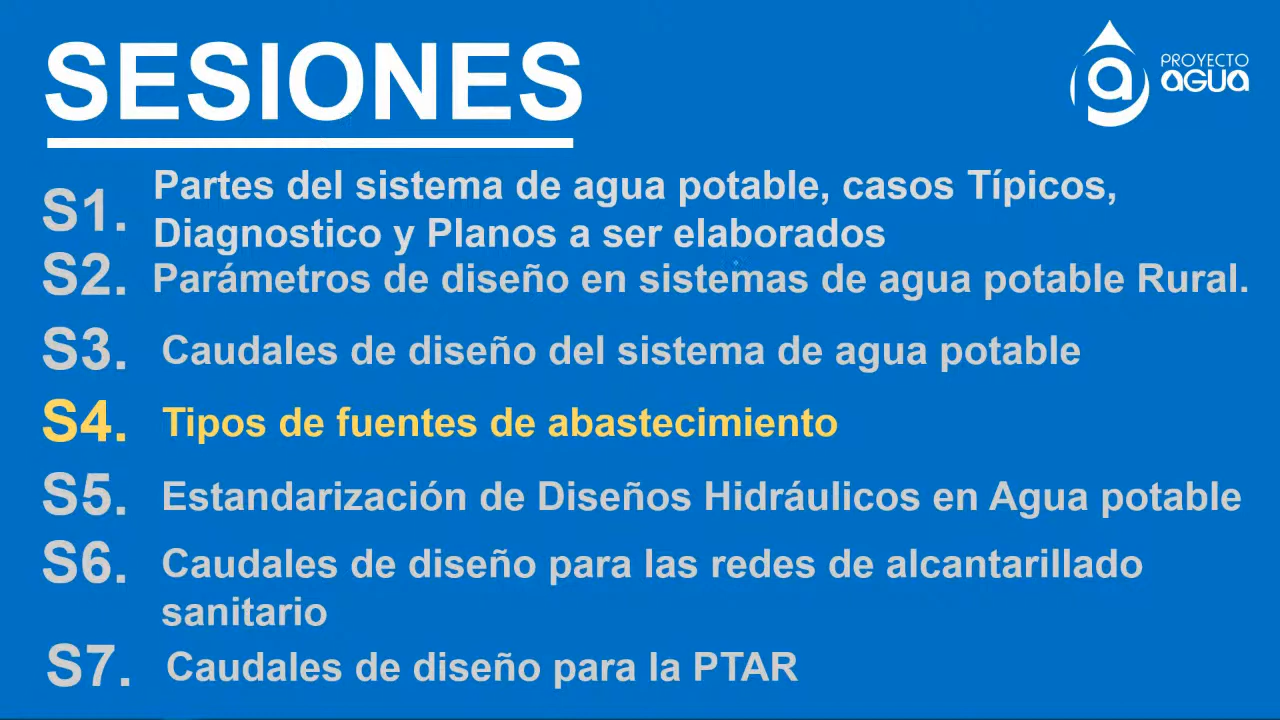 SESIONES
PROYECTO
AGUA
S1. Partes del sistema de agua potable, casos Típicos,
Diagnostico y Planos a ser elaborados
S2. Parámetros de diseño en sistemas de agua potable Rural.
S3. Caudales de diseño del sistema de agua potable
S4. Tipos de fuentes de abastecimiento
S5. Estandarización de Diseños Hidráulicos en Agua potable
S6. Caudales de diseño para las redes de alcantarillado
sanitario
S7. Caudales de diseño para la PTAR